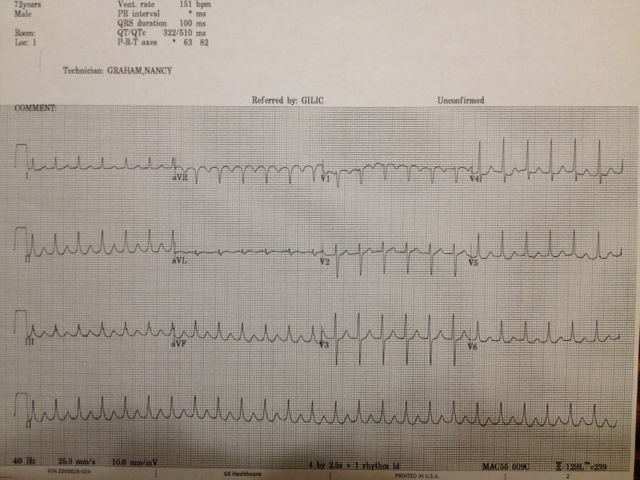 72years
Male
Room:
Loc: 1
Vent. rate 151 bpm
PR interval * ms
QRS duration 100 ms
QT/QTc 322/510 ms
P-R-T axes * 63 82
Technician: GRAHAM,NANCY
Referred by: GILIC
Unconfirmed
COMMENT:
I aVR V1 V4
II aVL V2 V5
III aVF V3 V6
II
40 Hz 25.0 mm/s 10.0 mm/mV 4 by 2.5s + 1 rhythm ld MAC55 009C 12SL™ v239
GE Healthcare PRINTED IN U.S.A. 2